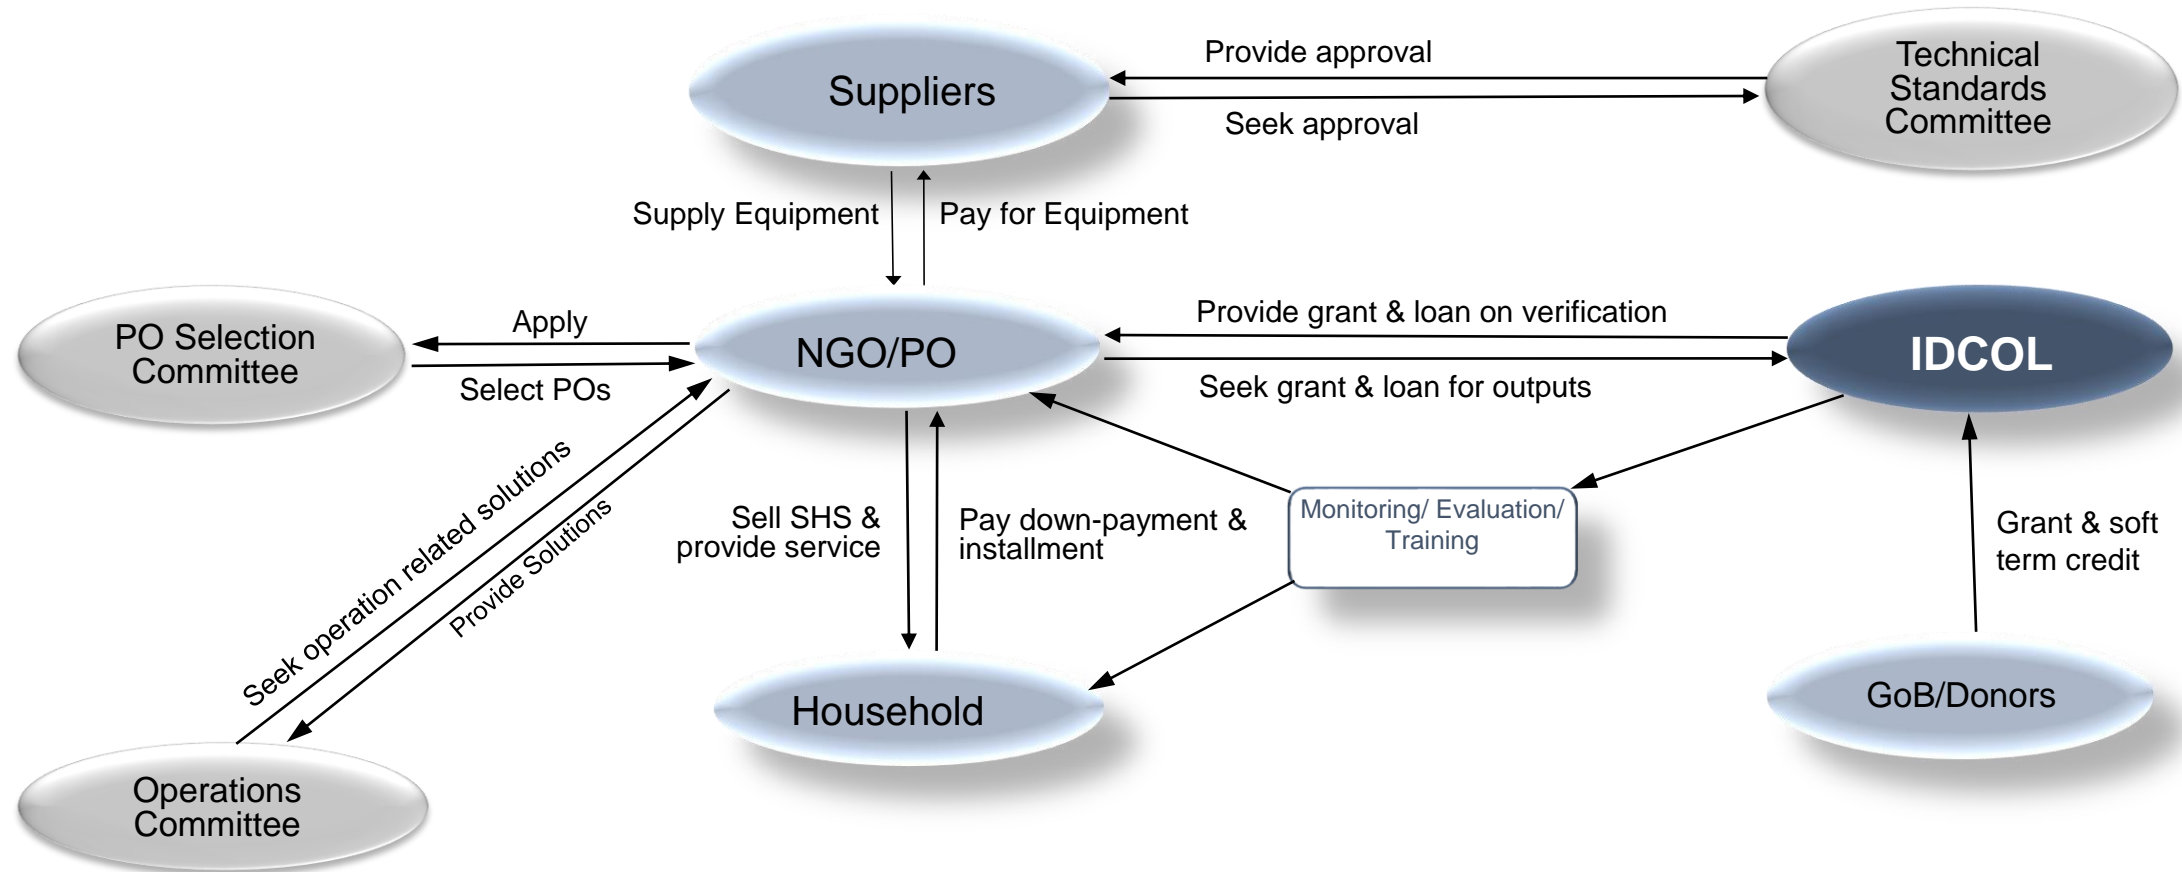 Provide approval
Suppliers
Technical
Standards
Committee
Seek approval
Supply Equipment
Pay for Equipment
PO Selection
Committee
Apply
Select POs
NGO/PO
Provide grant & loan on verification
Seek grant & loan for outputs
IDCOL
Seek operation related solutions
Provide Solutions
Sell SHS &
provide service
Pay down-payment &
installment
Monitoring/ Evaluation/
Training
Grant & soft
term credit
Household
GoB/Donors
Operations
Committee